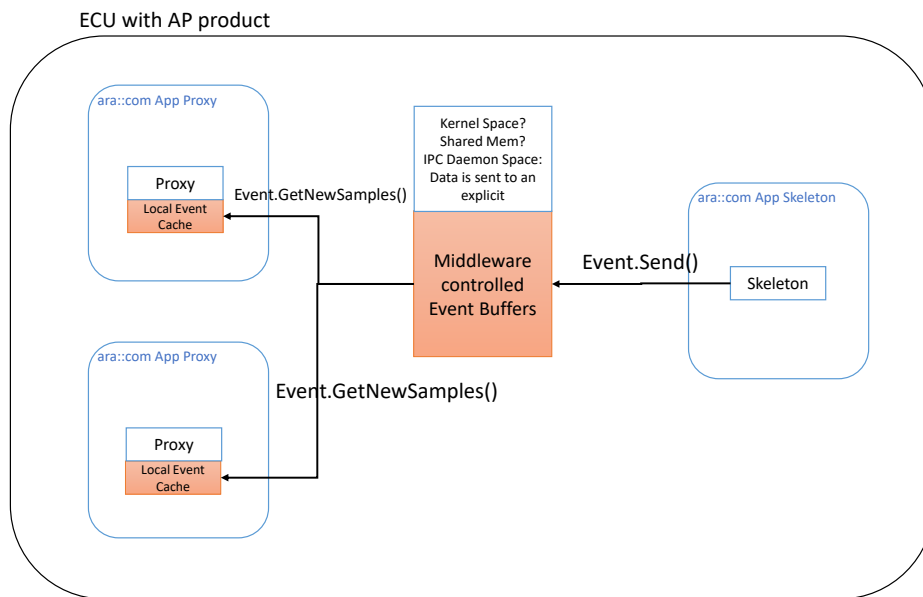 ECU with AP product
ara::com App Proxy
Proxy
Local Event
Cache
Event.GetNewSamples()
Kernel Space?
Shared Mem?
IPC Daemon Space:
Data is sent to an
explicit
Middleware
controlled
Event Buffers
Event.Send()
ara::com App Skeleton
Skeleton
ara::com App Proxy
Event.GetNewSamples()
Proxy
Local Event
Cache